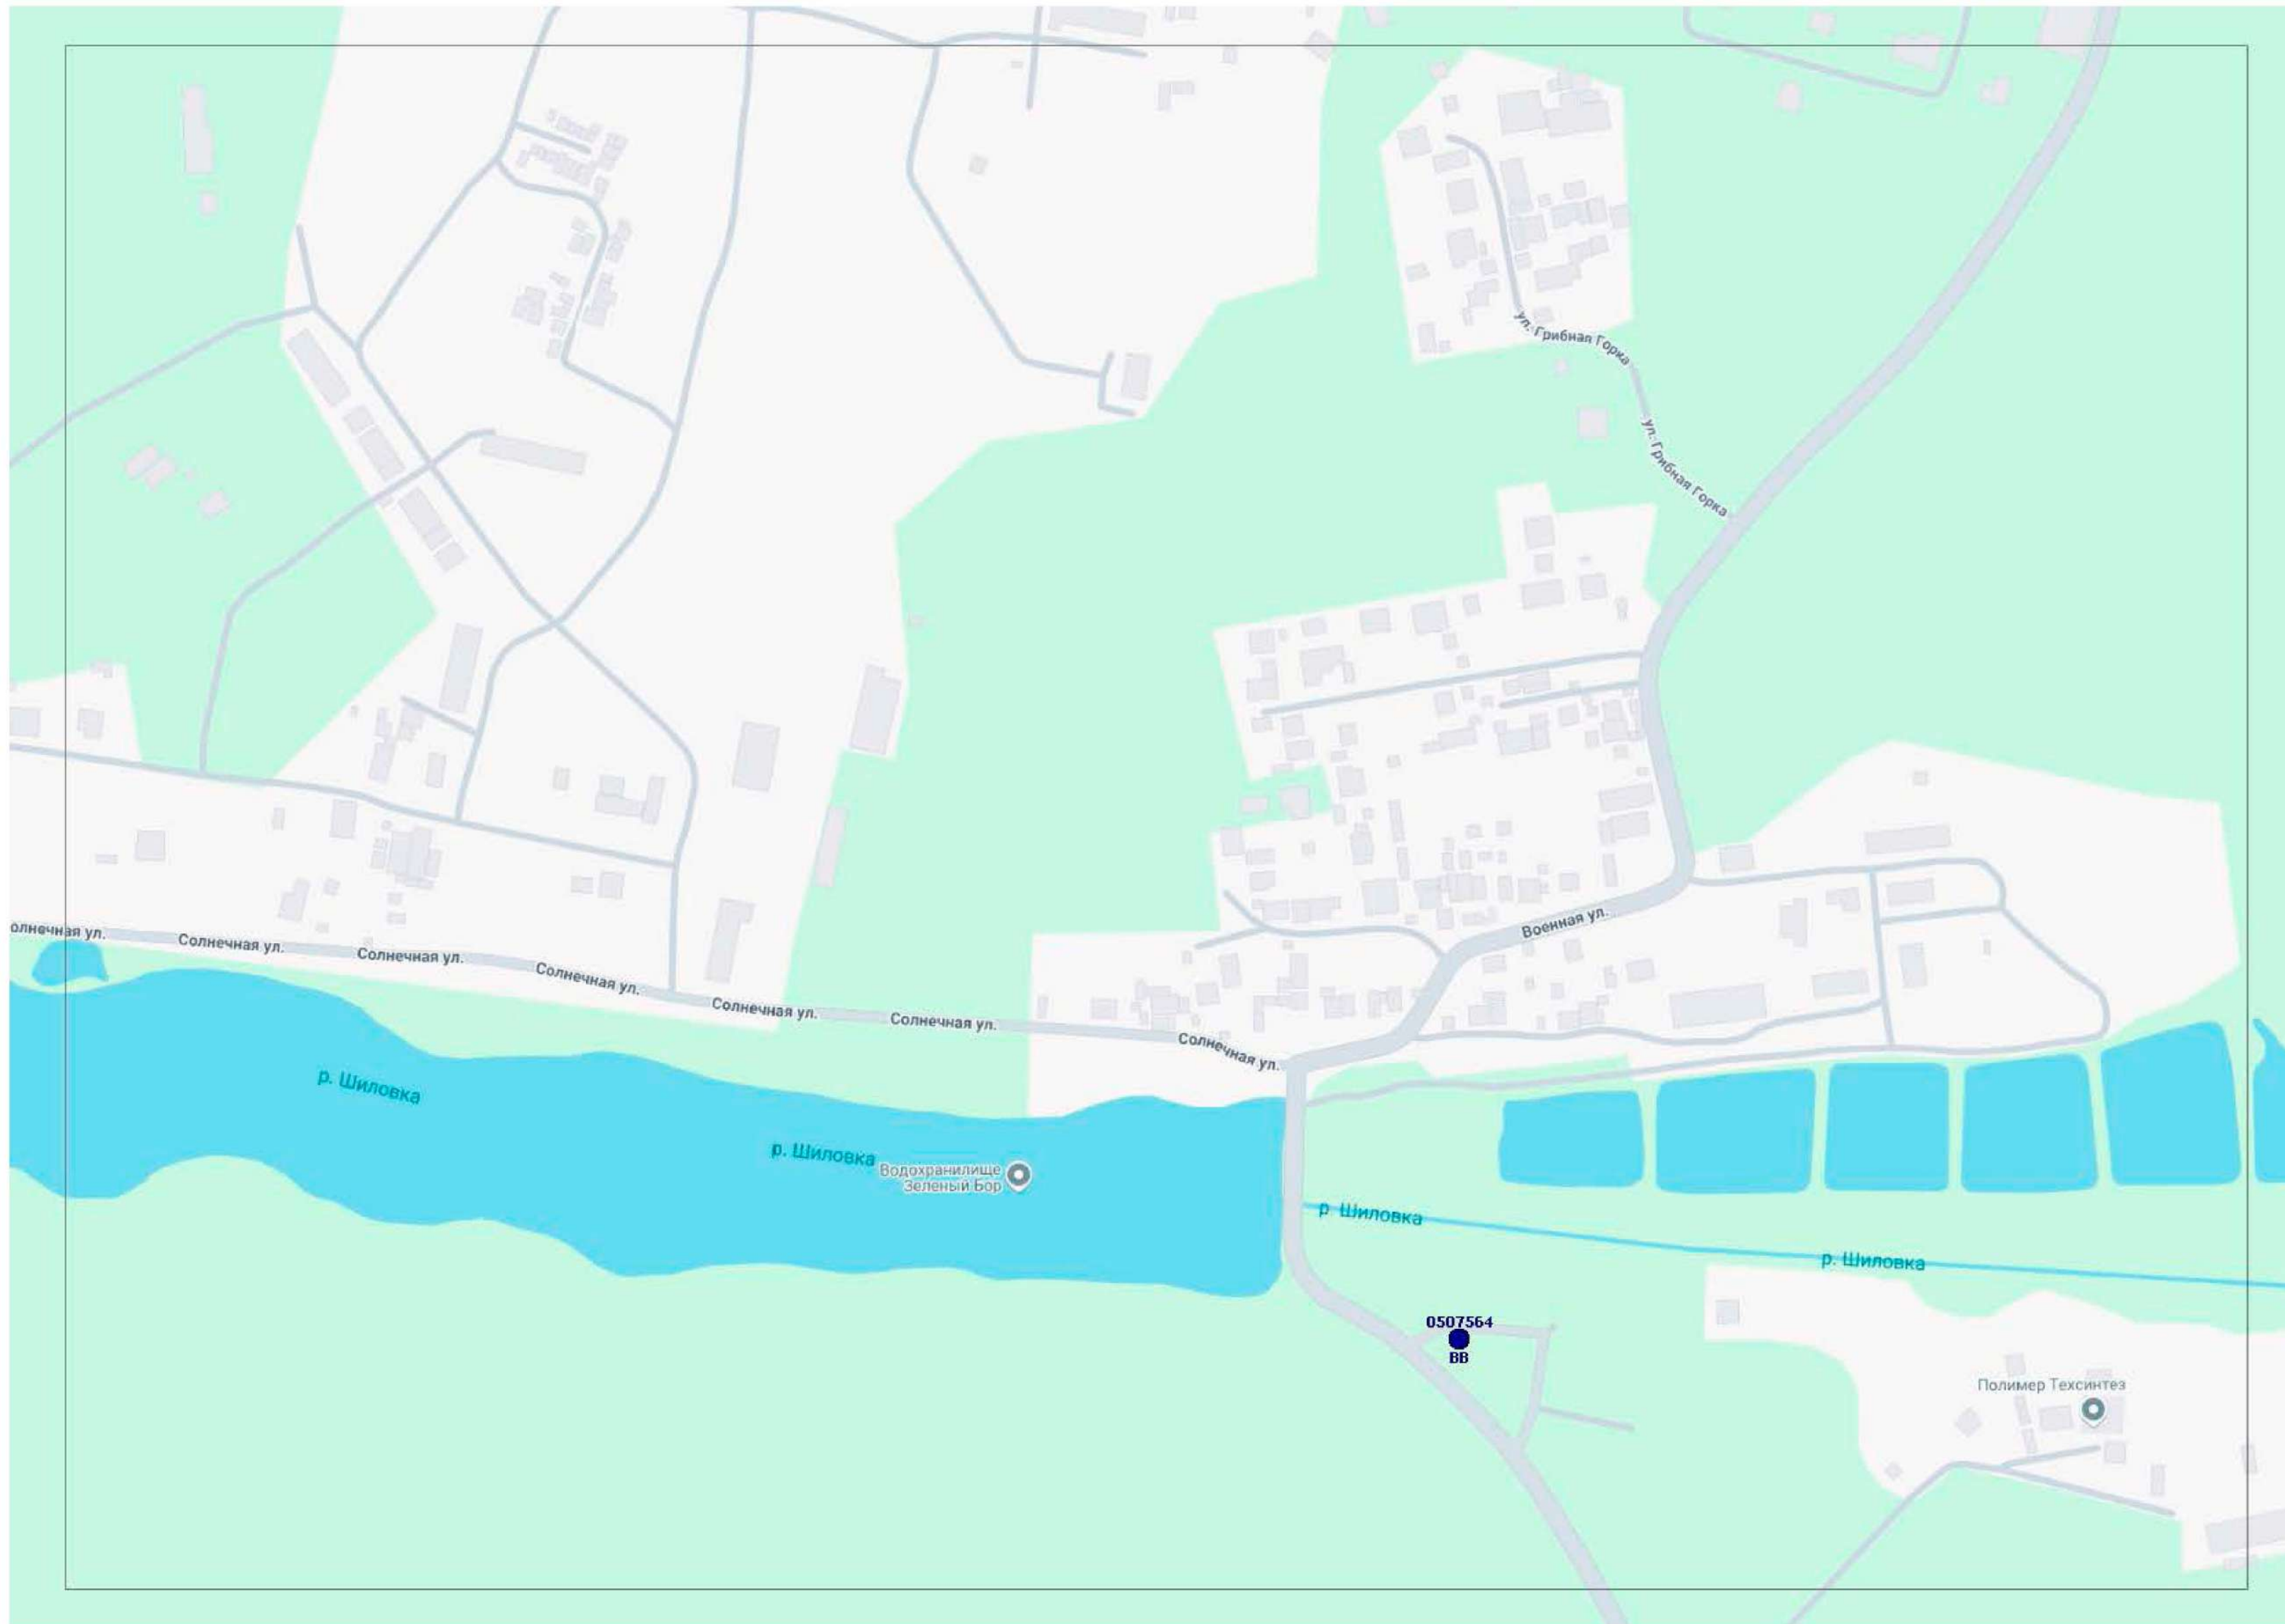 ул. Грибная Горка
ул. Грибная Горка
Военная ул.
олнечная ул.
Солнечная ул.
Солнечная ул.
Солнечная ул.
Солнечная ул.
Солнечная ул.
Солнечная ул.
р. Шиловка
р. Шиловка
Водохранилище
Зеленый Бор
р Шиловка
р. Шиловка
0507564
ВВ
Полимер Техсинтез